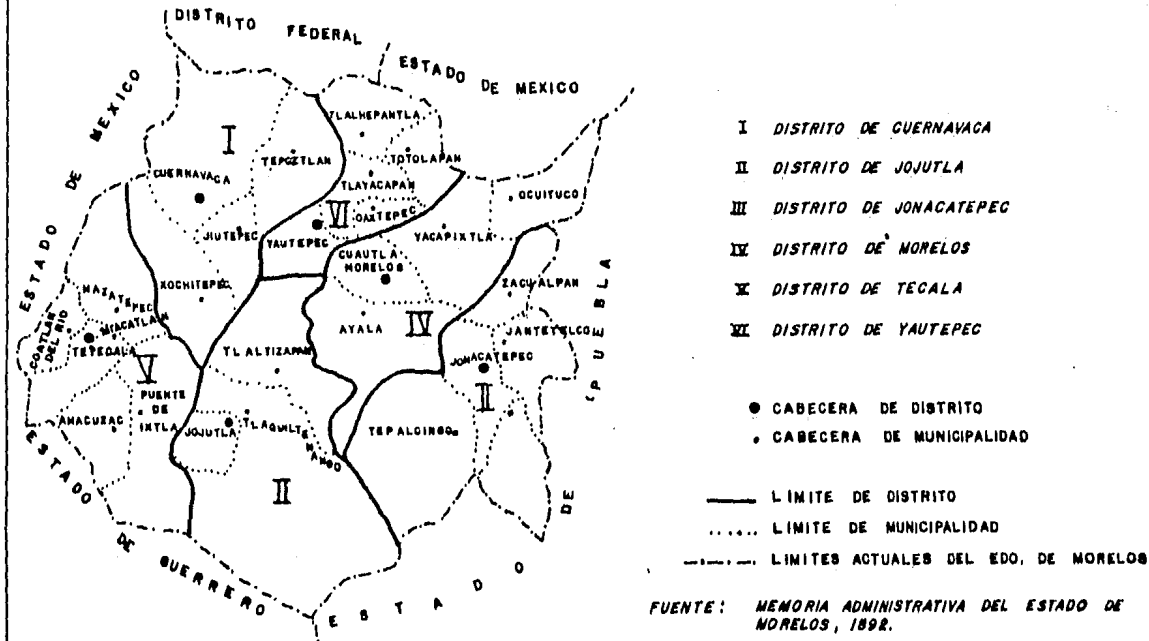 DISTRITO FEDERAL
ESTADO DE MEXICO
ESTADO DE MEXICO
TLALHEPANTLA
I
TEPOZTLAN
TOTOLAPAN
CUERNAVACA
TLAYACAPAN
OCUITUCO
VI
OAXTEPEC
JIUTEPEC
YAUTEPEC
YACAPIXTLA
CUAUTLA
MORELOS
XOCHITEPEC
ZACUALPAN
MAZATEPEC
MIACATLAN
COATLAN
DEL RIO
AYALA
IV
JANTETELCO
TETECALA
TLALTIZAPAN
JONACATEPEC
V
II
PUENTE
DE
IXTLA
AMACUZAC
JOJUTLA
TLAQUILTENANGO
TEPALCINGO
II
ESTADO DE GUERRERO
ESTADO DE PUEBLA
I DISTRITO DE CUERNAVACA
II DISTRITO DE JOJUTLA
III DISTRITO DE JONACATEPEC
IV DISTRITO DE MORELOS
V DISTRITO DE TECALA
VI DISTRITO DE YAUTEPEC
CABECERA DE DISTRITO
CABECERA DE MUNICIPALIDAD
LIMITE DE DISTRITO
LIMITE DE MUNICIPALIDAD
LIMITES ACTUALES DEL EDO. DE MORELOS
FUENTE: MEMORIA ADMINISTRATIVA DEL ESTADO DE
MORELOS, 1892.